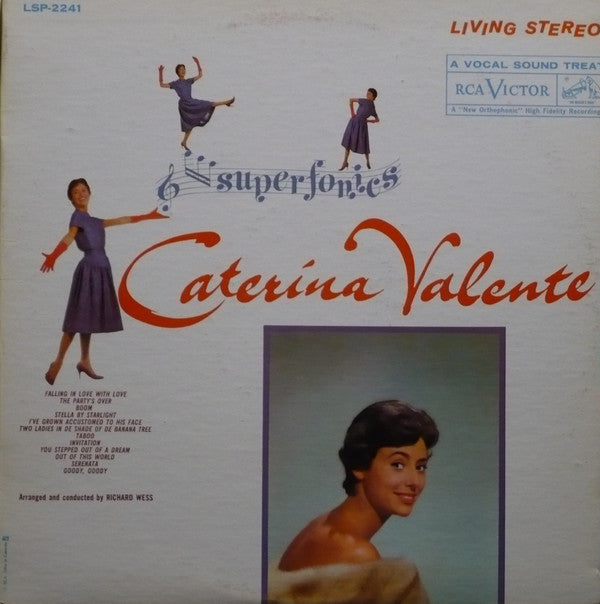 LSP-2241
LIVING STEREO
A VOCAL SOUND TREAT
RCA VICTOR
A "New Orthophonic" High Fidelity Recording
superfonics
Caterina Valente
FALLING IN LOVE WITH LOVE
THE PARTY'S OVER
BOOM
STELLA BY STARLIGHT
I'VE GROWN ACCUSTOMED TO HIS FACE
TWO LADIES IN DE SHADE OF DE BANANA TREE
TABOO
INVITATION
YOU STEPPED OUT OF A DREAM
OUT OF THIS WORLD
SERENATA
GOODY, GOODY
Arranged and conducted by RICHARD WESS